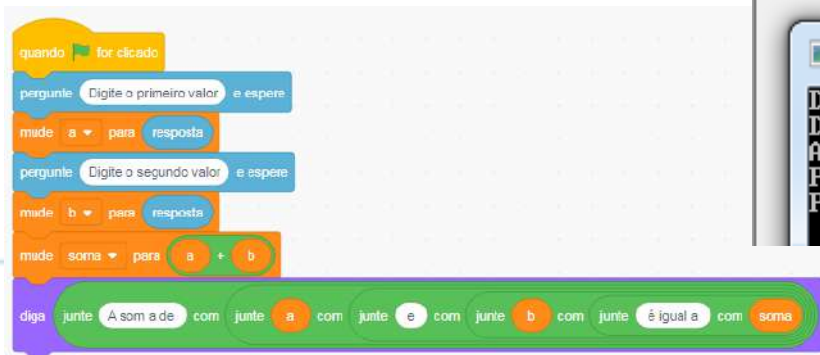 quando for clicado
pergunte Digite o primeiro valor e espere
mude a para resposta
pergunte Digite o segundo valor e espere
mude b para resposta
mude soma para a + b
diga junte A som a de com junte a com junte e com junte b com junte é igual a com soma
D
D
A